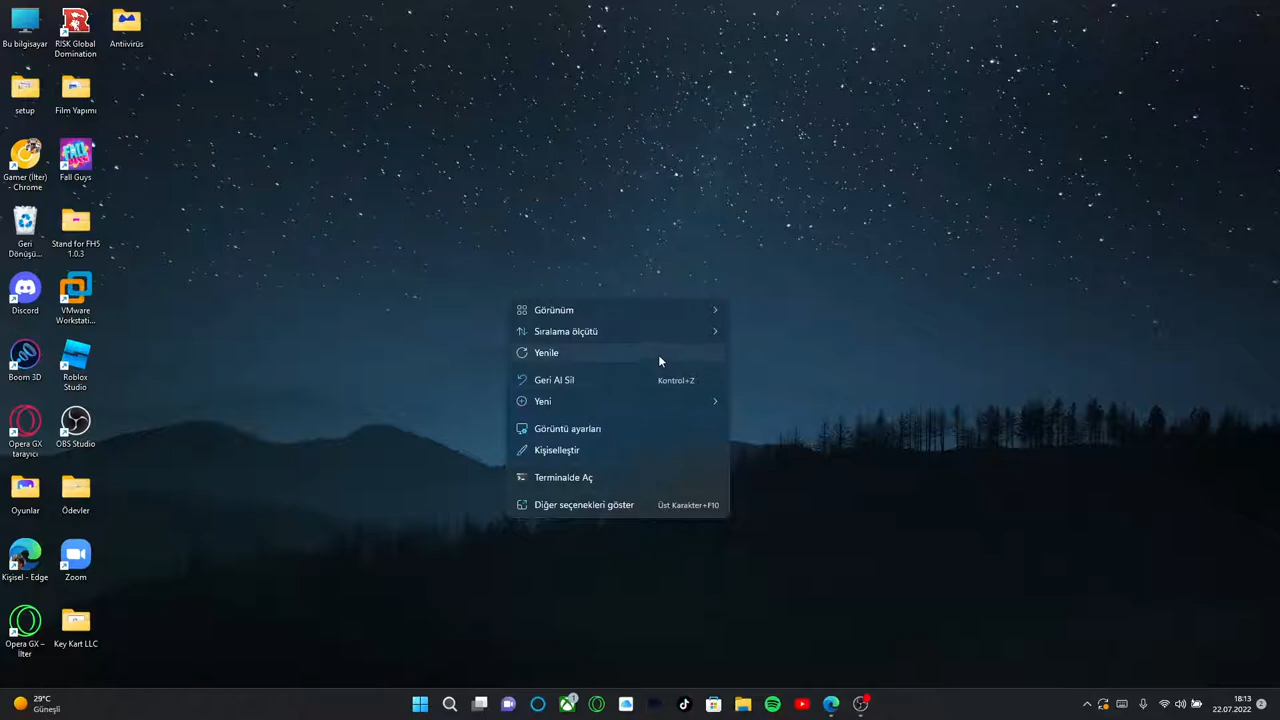 Bu bilgisayar
RISK Global
Domination
Antiivirüs
setup
Film Yapımı
Gamer (İlter)
- Chrome
Fall Guys
Geri
Dönüşü...
Stand for FH5
1.0.3
Discord
VMware
Workstati...
Boom 3D
Roblox
Studio
Opera GX
tarayıcı
OBS Studio
Oyunlar
Ödevler
Kişisel - Edge
Zoom
Opera GX –
İlter
Key Kart LLC
Görünüm
Sıralama ölçütü
Yenile
Geri Al Sil Kontrol+Z
Yeni
Görüntü ayarları
Kişiselleştir
Terminalde Aç
Diğer seçenekleri göster Üst Karakter+F10
29°C
Güneşli
18:13
22.07.2022